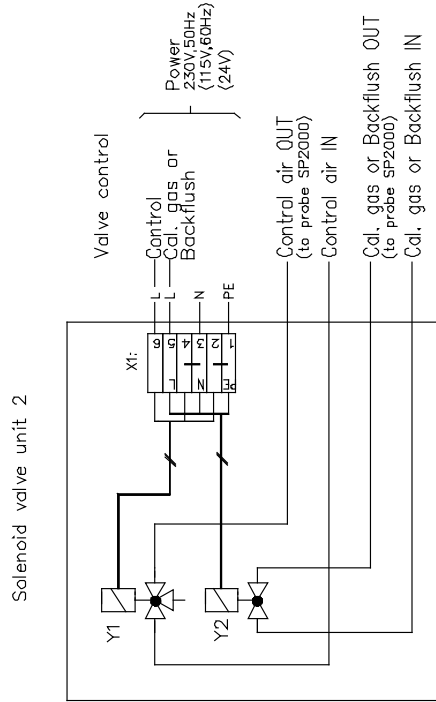 Solenoid valve unit 2
Valve control
Power
230V,50Hz
(115V,60Hz)
(24V)
Control
Cal. gas or
Backflush
L
L
N
PE
X1:
6
5
4
3
2
1
L
N
PE
Y1
Y2
Control air OUT
(to probe SP2000)
Control air IN
Cal. gas or Backflush OUT
(to probe SP2000)
Cal. gas or Backflush IN